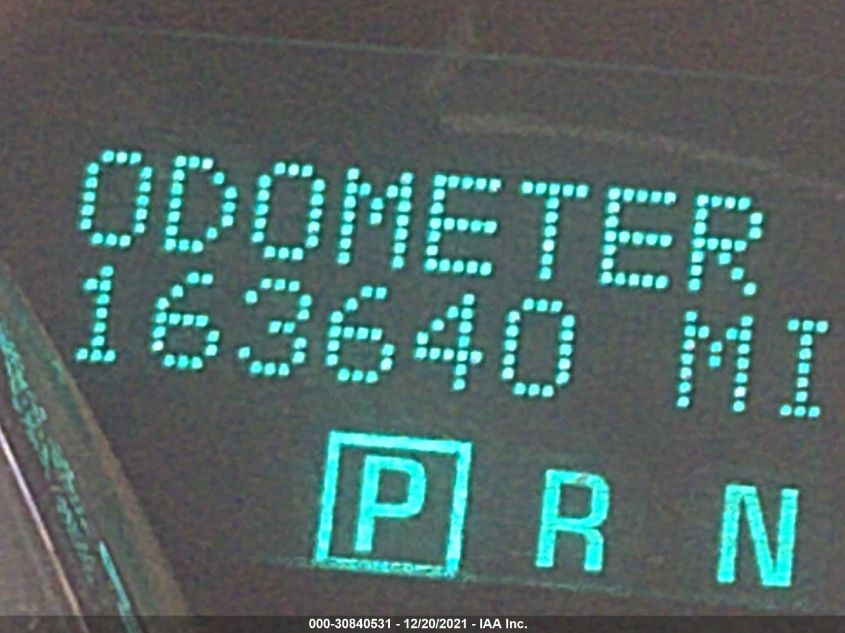 ODOMETER
163640 MI
P R N
000-30840531 - 12/20/2021 - IAA Inc.